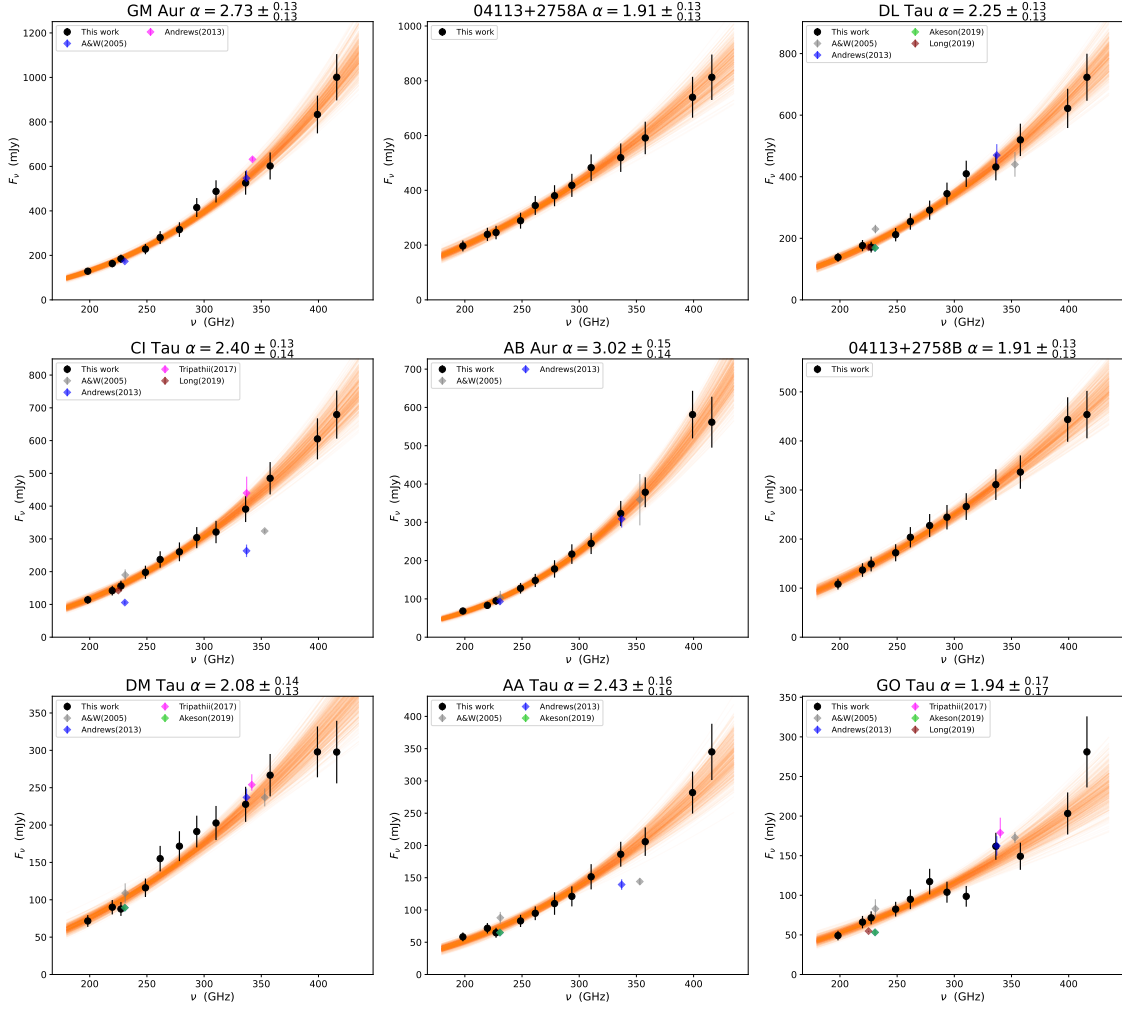 GM Aur α = 2.73 ± 0.13 0.13
This work
A&W(2005)
Andrews(2013)
1200
1000
800
600
400
200
0
Fν (mJy)
200 250 300 350 400
ν (GHz)
04113+2758A α = 1.91 ± 0.13 0.13
This work
1000
800
600
400
200
0
Fν (mJy)
200 250 300 350 400
ν (GHz)
DL Tau α = 2.25 ± 0.13 0.13
This work
A&W(2005)
Andrews(2013)
Akeson(2019)
Long(2019)
800
600
400
200
0
Fν (mJy)
200 250 300 350 400
ν (GHz)
CI Tau α = 2.40 ± 0.13 0.14
This work
A&W(2005)
Andrews(2013)
Tripathii(2017)
Long(2019)
800
700
600
500
400
300
200
100
0
Fν (mJy)
200 250 300 350 400
ν (GHz)
AB Aur α = 3.02 ± 0.15 0.14
This work
A&W(2005)
Andrews(2013)
700
600
500
400
300
200
100
0
Fν (mJy)
200 250 300 350 400
ν (GHz)
04113+2758B α = 1.91 ± 0.13 0.13
This work
500
400
300
200
100
0
Fν (mJy)
200 250 300 350 400
ν (GHz)
DM Tau α = 2.08 ± 0.14 0.13
This work
A&W(2005)
Andrews(2013)
Tripathii(2017)
Akeson(2019)
350
300
250
200
150
100
50
0
Fν (mJy)
200 250 300 350 400
ν (GHz)
AA Tau α = 2.43 ± 0.16 0.16
This work
A&W(2005)
Andrews(2013)
Akeson(2019)
400
350
300
250
200
150
100
50
0
Fν (mJy)
200 250 300 350 400
ν (GHz)
GO Tau α = 1.94 ± 0.17 0.17
This work
A&W(2005)
Andrews(2013)
Tripathii(2017)
Akeson(2019)
Long(2019)
350
300
250
200
150
100
50
0
Fν (mJy)
200 250 300 350 400
ν (GHz)